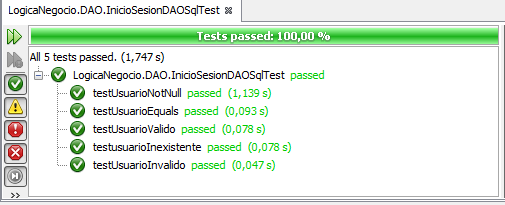 LogicaNegocio.DAO.InicioSesionDAOSqlTest
Tests passed: 100,00 %
All 5 tests passed. (1,747 s)
LogicaNegocio.DAO.InicioSesionDAOSqlTest passed
testUsuarioNotNull passed (1,139 s)
testUsuarioEquals passed (0,093 s)
testUsuarioValido passed (0,078 s)
testusuarioInexistente passed (0,078 s)
testUsuarioInvalido passed (0,047 s)